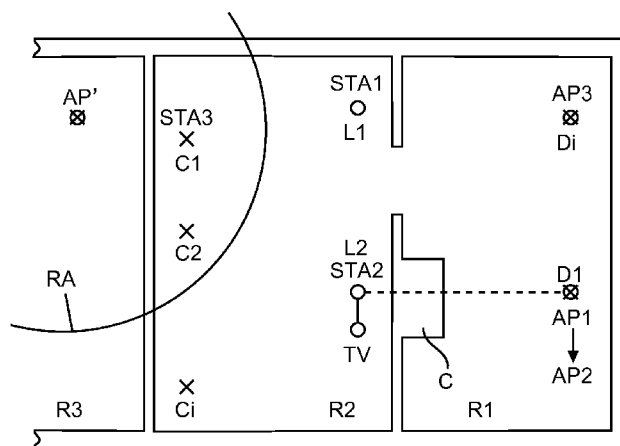 AP'
STA3
C1
C2
RA
Ci
R3
STA1
L1
L2
STA2
TV
R2
AP3
Di
D1
AP1
AP2
C
R1